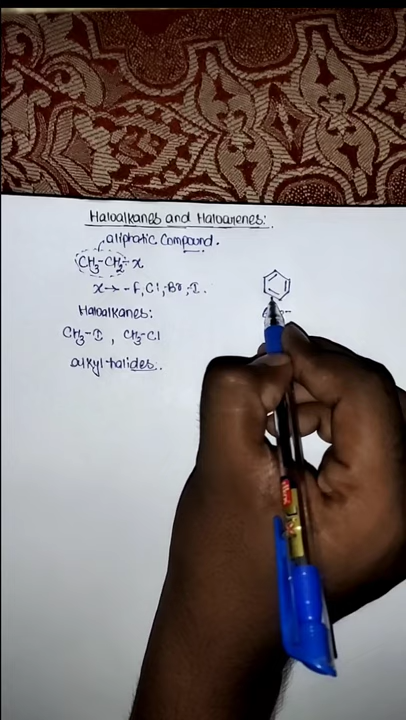 Haloalkanes and Haloarenes:
aliphatic Compound.
CH3-CH2-x
x→ -F, Cl, -Br, -I.
Haloalkanes:
CH3-I , CH3-Cl
alkyl halides.